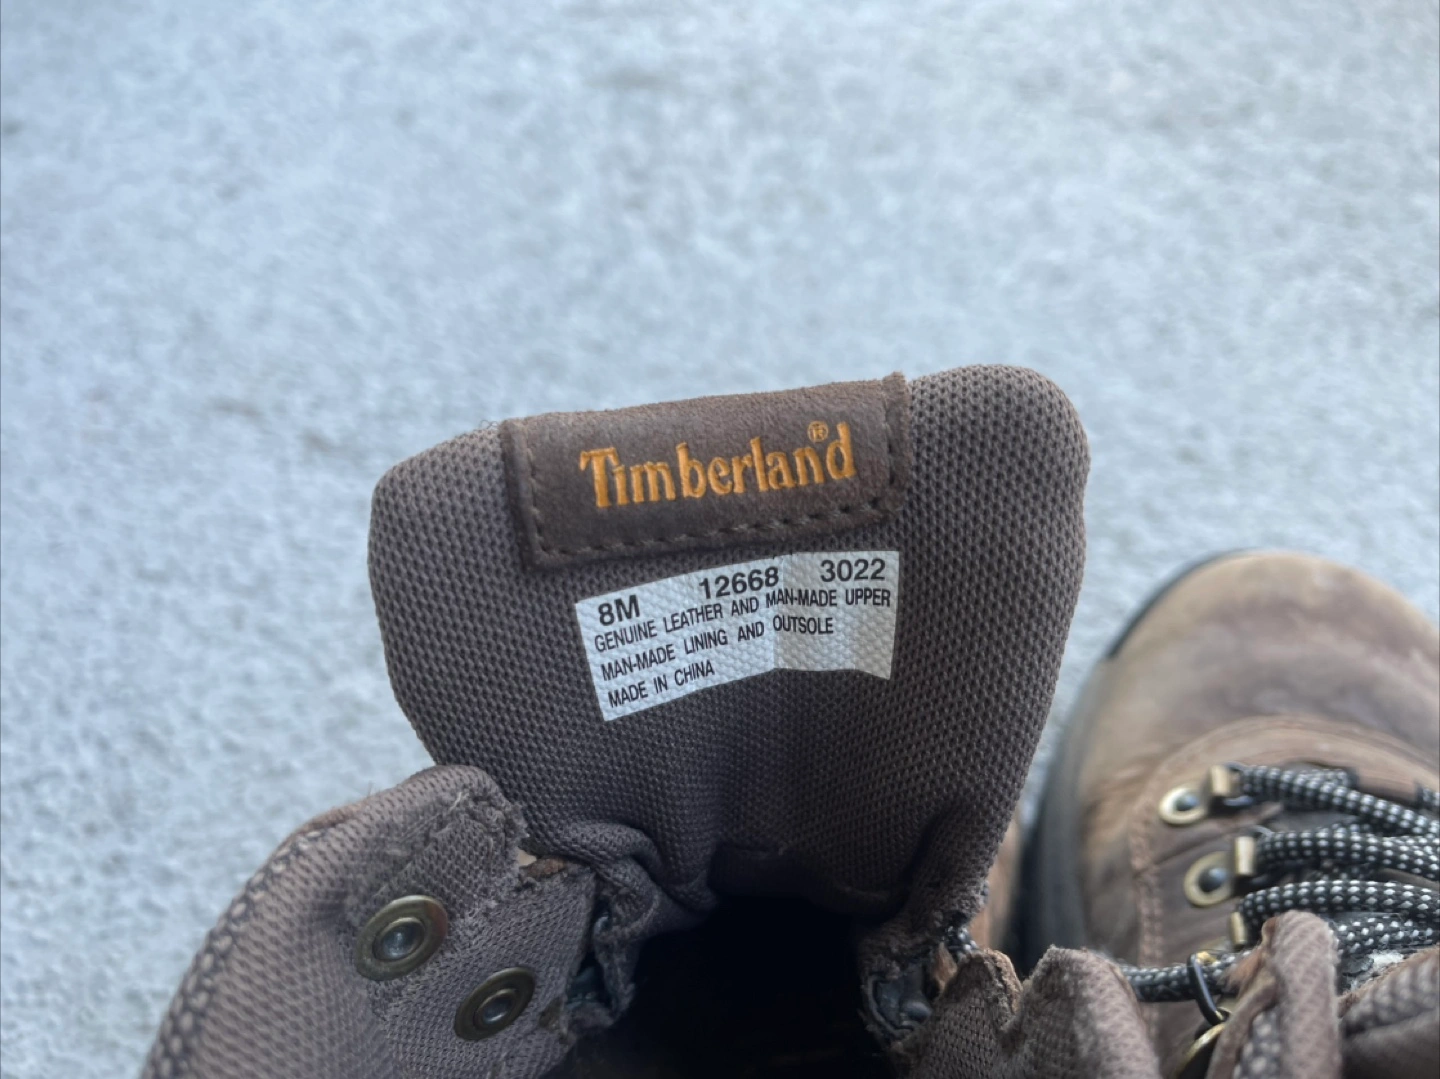 Timberland®
8M 12668 3022
GENUINE LEATHER AND MAN-MADE UPPER
MAN-MADE LINING AND OUTSOLE
MADE IN CHINA